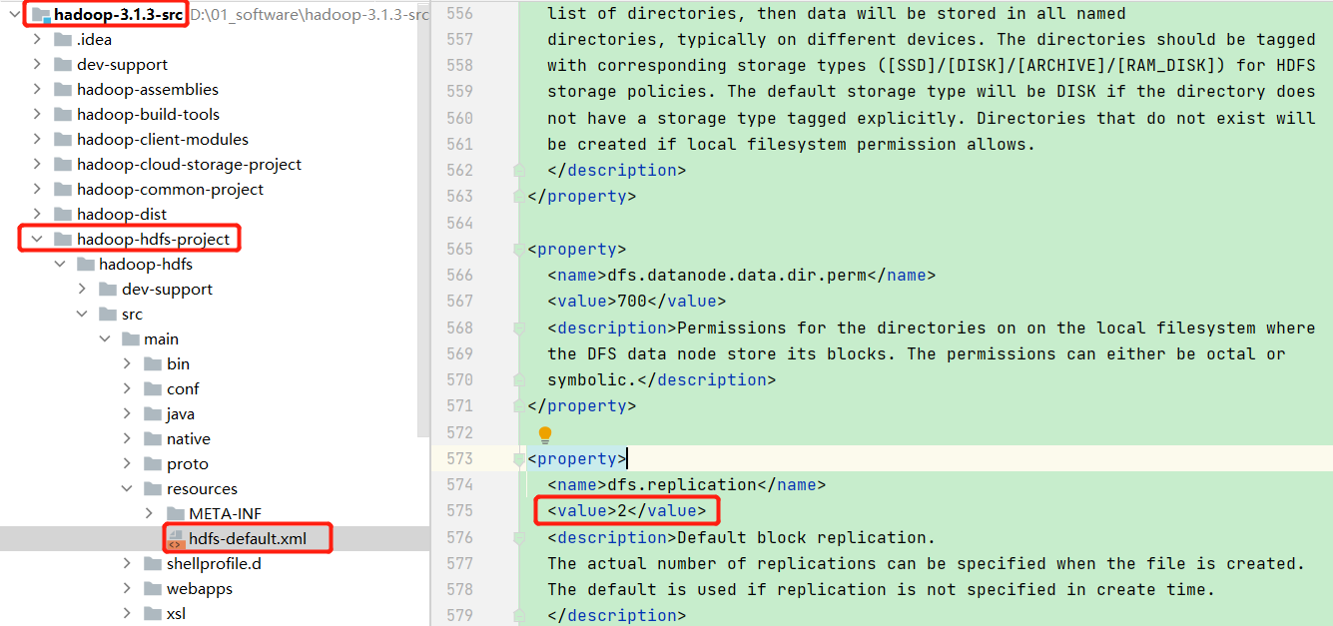 hadoop-3.1.3-src D:\01_software\hadoop-3.1.3-src
.idea
dev-support
hadoop-assemblies
hadoop-build-tools
hadoop-client-modules
hadoop-cloud-storage-project
hadoop-common-project
hadoop-dist
hadoop-hdfs-project
hadoop-hdfs
dev-support
src
main
bin
conf
java
native
proto
resources
META-INF
hdfs-default.xml
shellprofile.d
webapps
xsl
556 list of directories, then data will be stored in all named
557 directories, typically on different devices. The directories should be tagged
558 with corresponding storage types ([SSD]/[DISK]/[ARCHIVE]/[RAM_DISK]) for HDFS
559 storage policies. The default storage type will be DISK if the directory does
560 not have a storage type tagged explicitly. Directories that do not exist will
561 be created if local filesystem permission allows.
562 </description>
563 </property>
564
565 <property>
566 <name>dfs.datanode.data.dir.perm</name>
567 <value>700</value>
568 <description>Permissions for the directories on on the local filesystem where
569 the DFS data node store its blocks. The permissions can either be octal or
570 symbolic.</description>
571 </property>
572
573 <property>
574 <name>dfs.replication</name>
575 <value>2</value>
576 <description>Default block replication.
577 The actual number of replications can be specified when the file is created.
578 The default is used if replication is not specified in create time.
579 </description>